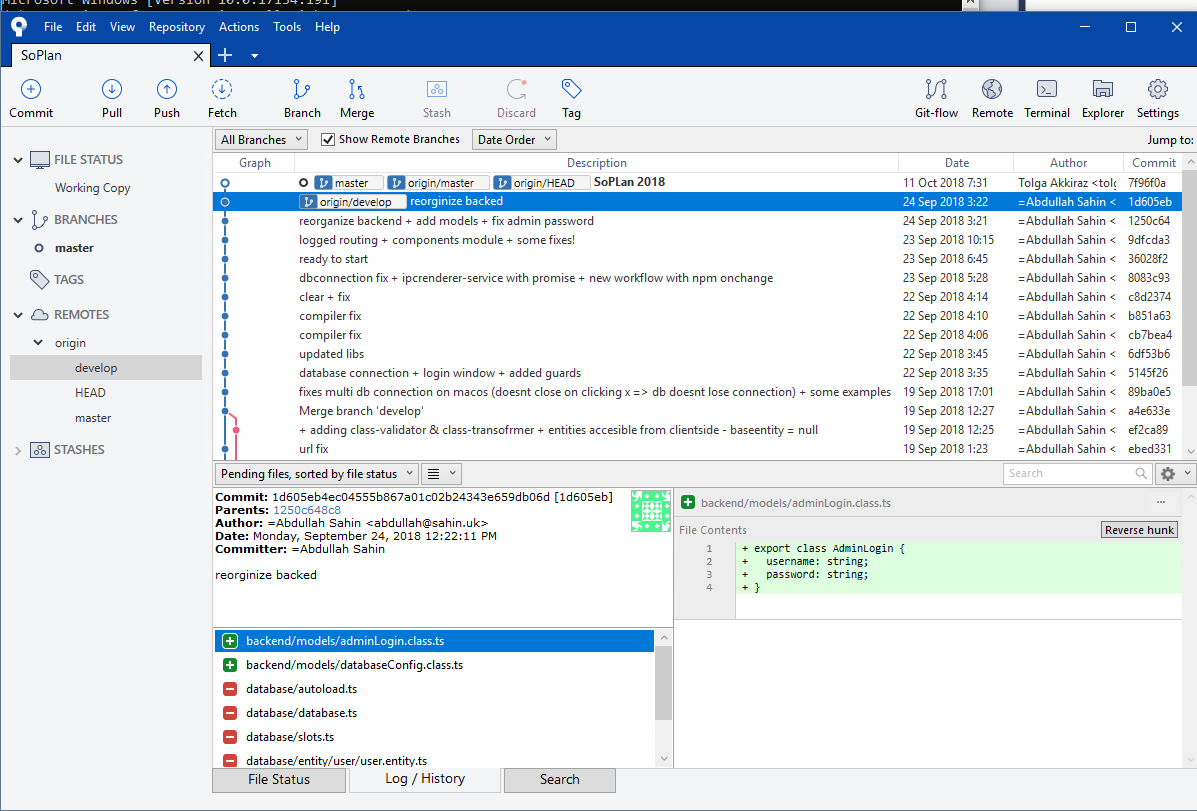 Microsoft Windows [Version 10.0.17134.191]
File Edit View Repository Actions Tools Help
SoPlan
Commit Pull Push Fetch Branch Merge Stash Discard Tag Git-flow Remote Terminal Explorer Settings
All Branches Show Remote Branches Date Order Jump to:
Graph Description Date Author Commit
master origin/master origin/HEAD SoPLan 2018 11 Oct 2018 7:31 Tolga Akkiraz <tolg 7f96f0a
origin/develop reorginize backed 24 Sep 2018 3:22 =Abdullah Sahin < 1d605eb
reorganize backend + add models + fix admin password 24 Sep 2018 3:21 =Abdullah Sahin < 1250c64
logged routing + components module + some fixes! 23 Sep 2018 10:15 =Abdullah Sahin < 9dfcda3
ready to start 23 Sep 2018 6:45 =Abdullah Sahin < 36028f2
dbconnection fix + ipcrenderer-service with promise + new workflow with npm onchange 23 Sep 2018 5:28 =Abdullah Sahin < 8083c93
clear + fix 22 Sep 2018 4:14 =Abdullah Sahin < c8d2374
compiler fix 22 Sep 2018 4:10 =Abdullah Sahin < b851a63
compiler fix 22 Sep 2018 4:06 =Abdullah Sahin < cb7bea4
updated libs 22 Sep 2018 3:45 =Abdullah Sahin < 6df53b6
database connection + login window + added guards 22 Sep 2018 3:35 =Abdullah Sahin < 5145f26
fixes multi db connection on macos (doesnt close on clicking x => db doesnt lose connection) + some examples 19 Sep 2018 17:01 =Abdullah Sahin < 89ba0e5
Merge branch 'develop' 19 Sep 2018 12:27 =Abdullah Sahin < a4e633e
+ adding class-validator & class-transofrmer + entities accesible from clientside - baseentity = null 19 Sep 2018 12:25 =Abdullah Sahin < ef2ca89
url fix 19 Sep 2018 1:23 =Abdullah Sahin < ebed331
FILE STATUS
Working Copy
BRANCHES
master
TAGS
REMOTES
origin
develop
HEAD
master
STASHES
Pending files, sorted by file status Search
Commit: 1d605eb4ec04555b867a01c02b24343e659db06d [1d605eb]
Parents: 1250c648c8
Author: =Abdullah Sahin <abdullah@sahin.uk>
Date: Monday, September 24, 2018 12:22:11 PM
Committer: =Abdullah Sahin
reorginize backed
backend/models/adminLogin.class.ts
backend/models/databaseConfig.class.ts
database/autoload.ts
database/database.ts
database/slots.ts
database/entity/user/user.entity.ts
backend/models/adminLogin.class.ts ...
File Contents Reverse hunk
1 + export class AdminLogin {
2 + username: string;
3 + password: string;
4 + }
File Status Log / History Search